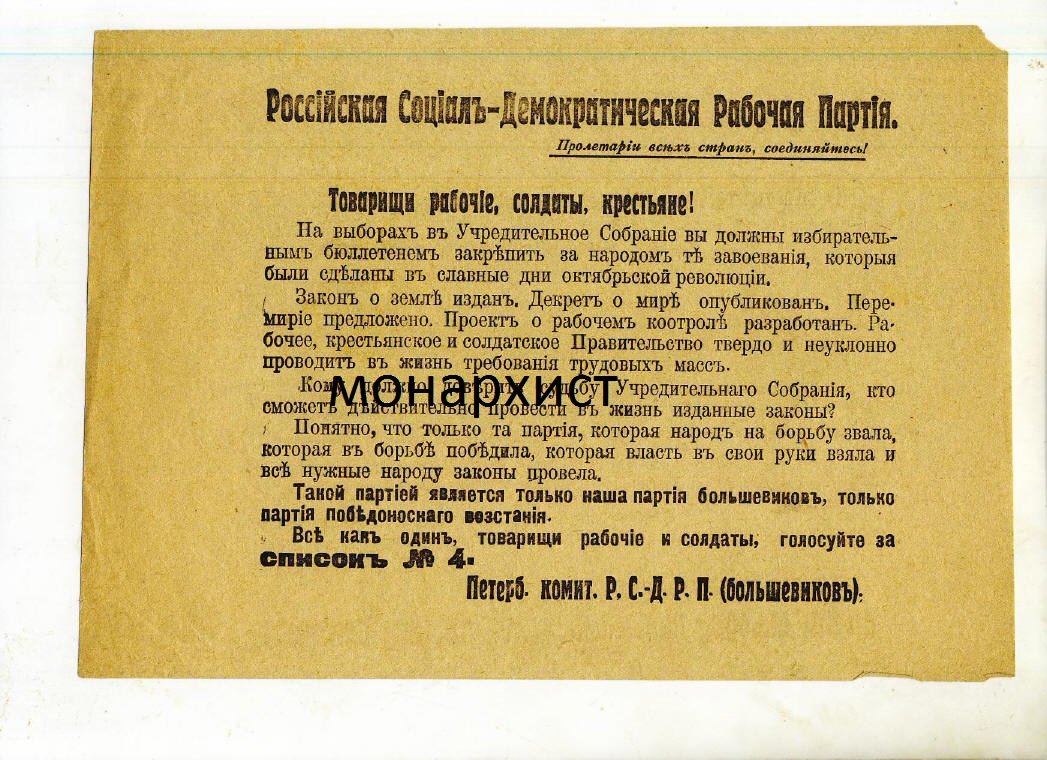 Россійская Соціалъ-Демократическая Рабочая Партія.
Пролетаріи всѣхъ странъ, соединяйтесь!
Товарищи рабочіе, солдаты, крестьяне!
На выборахъ въ Учредительное Собраніе вы должны избиратель-
нымъ бюллетенемъ закрѣпить за народомъ тѣ завоеванія, которыя
были сдѣланы въ славные дни октябрьской революціи.
Законъ о землѣ изданъ. Декретъ о мирѣ опубликованъ. Пере-
миріе предложено. Проектъ о рабочемъ коотролѣ разработанъ. Ра-
бочее, крестьянское и солдатское Правительство твердо и неуклонно
проводитъ въ жизнь требованія трудовыхъ массъ.
Кому должны довѣрить судьбу Учредительнаго Собранія, кто
монархист
сможетъ дѣйствительно провести въ жизнь изданные законы?
Понятно, что только та партія, которая народъ на борьбу звала,
которая въ борьбѣ побѣдила, которая власть въ свои руки взяла и
всѣ нужные народу законы провела.
Такой партіей является только наша партія большевиковъ, только
партія побѣдоноснаго возстанія.
Всѣ какъ одинъ, товарищи рабочіе и солдаты, голосуйте за
списокъ № 4.
Петерб. комит. Р. С.-Д. Р. П. (большевиковъ).